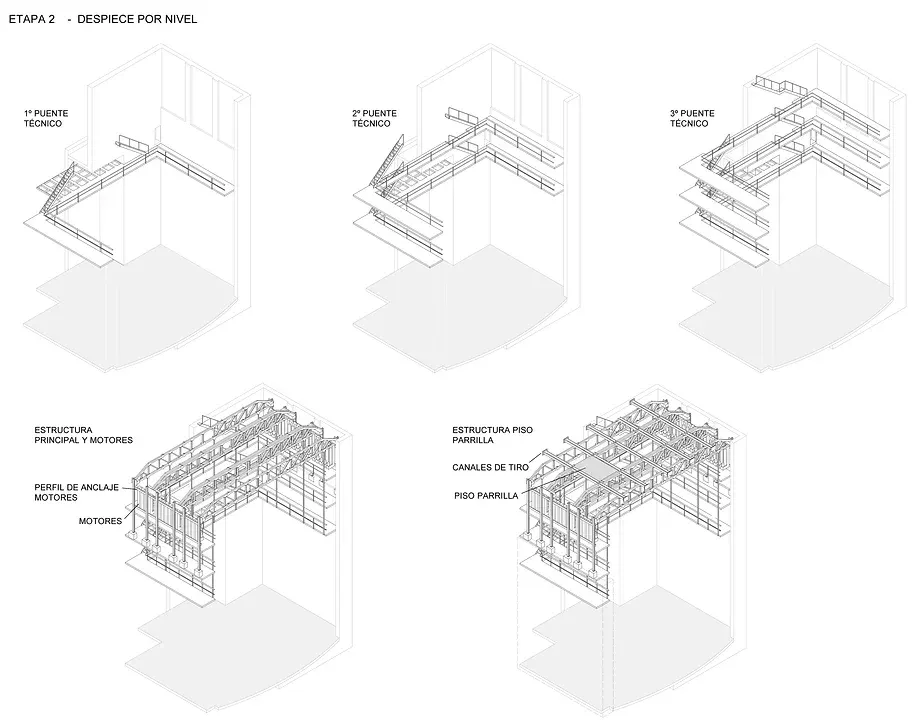 ETAPA 2 - DESPIECE POR NIVEL
1º PUENTE
TÉCNICO
2º PUENTE
TÉCNICO
3º PUENTE
TÉCNICO
ESTRUCTURA
PRINCIPAL Y MOTORES
PERFIL DE ANCLAJE
MOTORES
MOTORES
ESTRUCTURA PISO
PARRILLA
CANALES DE TIRO
PISO PARRILLA